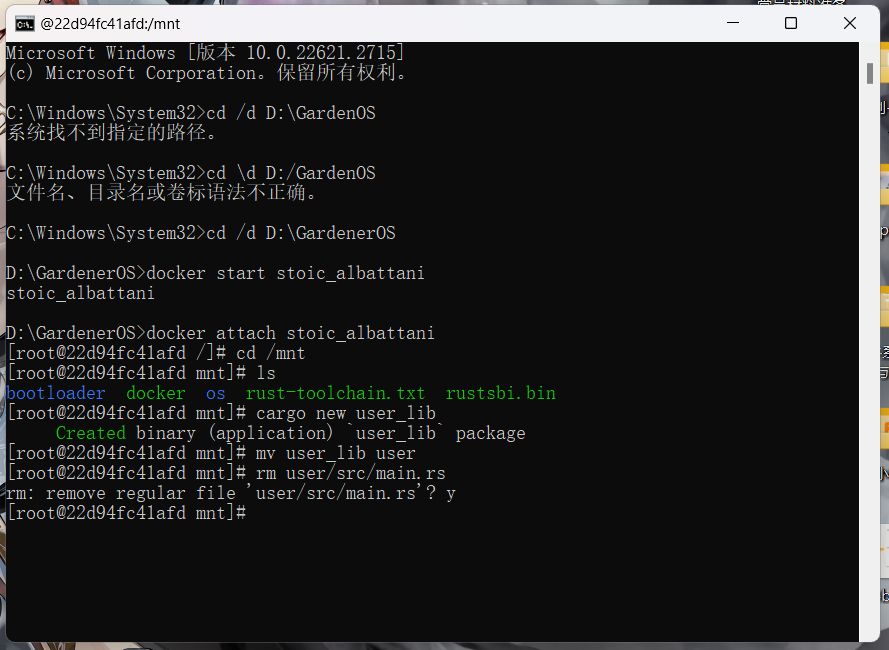 @22d94fc41afd:/mnt
Microsoft Windows [版本 10.0.22621.2715]
(c) Microsoft Corporation。保留所有权利。
C:\Windows\System32>cd /d D:\GardenOS
系统找不到指定的路径。
C:\Windows\System32>cd \d D:/GardenOS
文件名、目录名或卷标语法不正确。
C:\Windows\System32>cd /d D:\GardenerOS
D:\GardenerOS>docker start stoic_albattani
stoic_albattani
D:\GardenerOS>docker attach stoic_albattani
[root@22d94fc41afd /]# cd /mnt
[root@22d94fc41afd mnt]# ls
bootloader  docker  os  rust-toolchain.txt  rustsbi.bin
[root@22d94fc41afd mnt]# cargo new user_lib
     Created binary (application) `user_lib` package
[root@22d94fc41afd mnt]# mv user_lib user
[root@22d94fc41afd mnt]# rm user/src/main.rs
rm: remove regular file 'user/src/main.rs'? y
[root@22d94fc41afd mnt]#